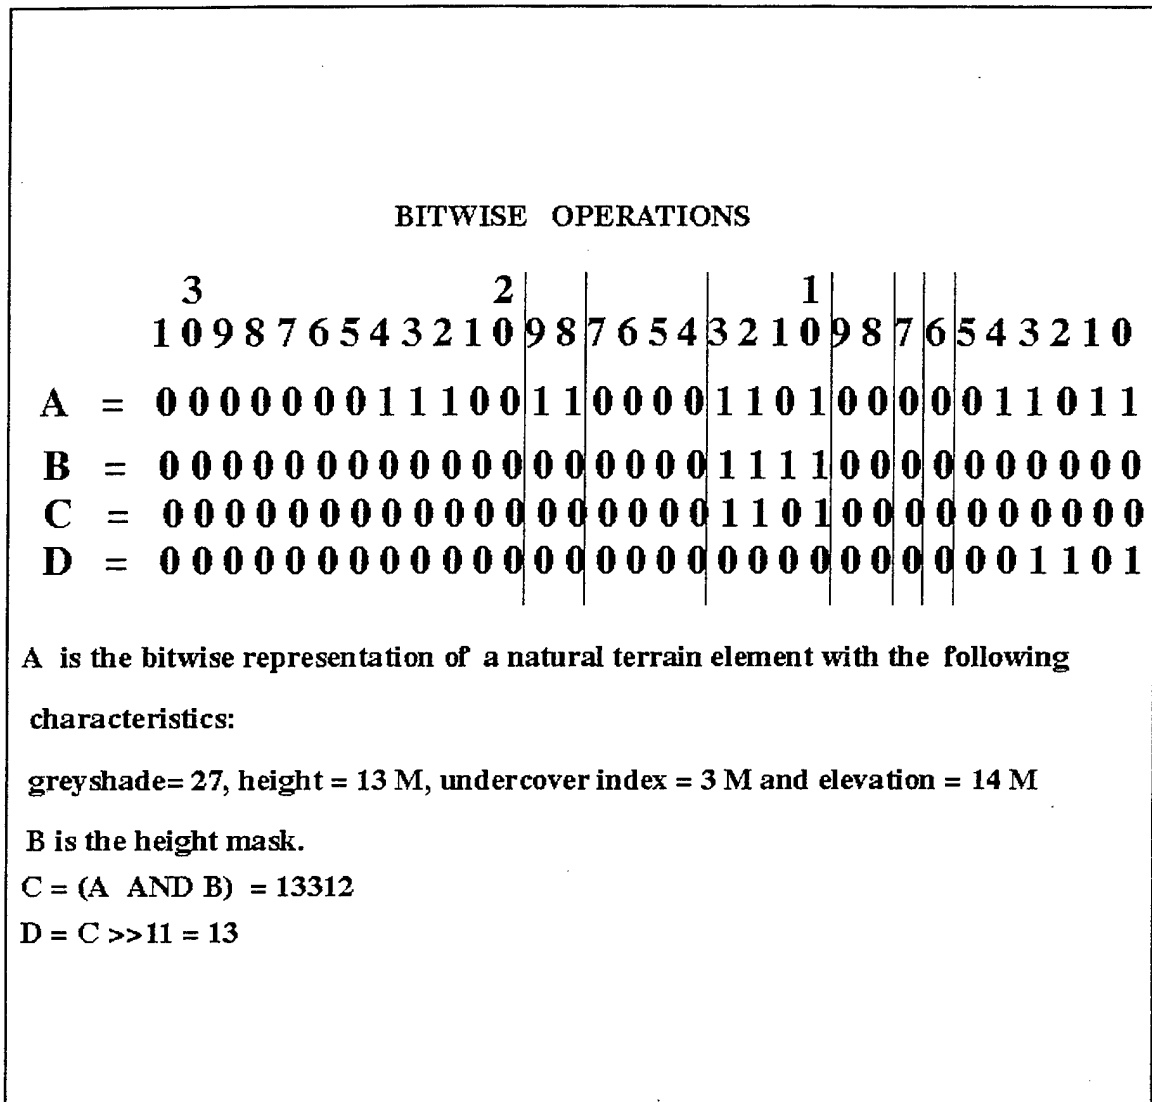 BITWISE OPERATIONS
3 2 1
1 0 9 8 7 6 5 4 3 2 1 0 9 8 7 6 5 4 3 2 1 0 9 8 7 6 5 4 3 2 1 0
A = 0 0 0 0 0 0 0 1 1 1 0 0 1 1 0 0 0 0 1 1 0 1 0 0 0 0 0 1 1 0 1 1
B = 0 0 0 0 0 0 0 0 0 0 0 0 0 0 0 0 0 0 1 1 1 1 0 0 0 0 0 0 0 0 0 0
C = 0 0 0 0 0 0 0 0 0 0 0 0 0 0 0 0 0 0 1 1 0 1 0 0 0 0 0 0 0 0 0 0
D = 0 0 0 0 0 0 0 0 0 0 0 0 0 0 0 0 0 0 0 0 0 0 0 0 0 0 0 0 1 1 0 1
A is the bitwise representation of a natural terrain element with the following
characteristics:
greyshade= 27, height = 13 M, undercover index = 3 M and elevation = 14 M
B is the height mask.
C = (A AND B) = 13312
D = C >>11 = 13